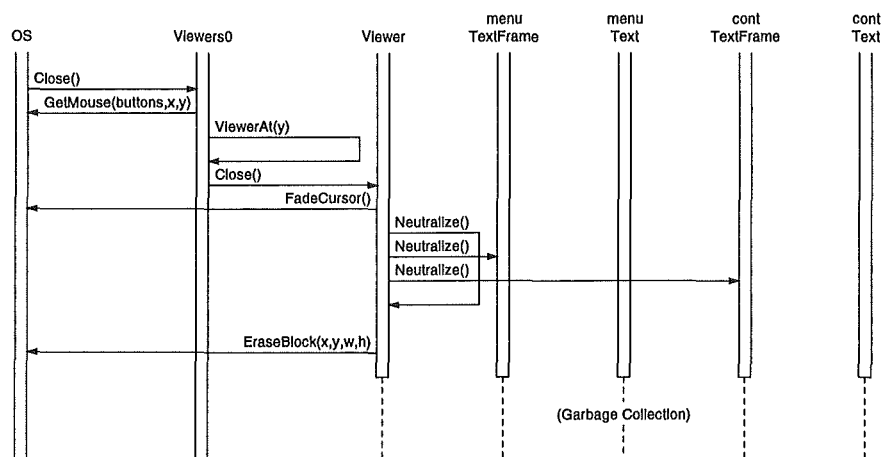 OS
Viewers0
Viewer
menu
TextFrame
menu
Text
cont
TextFrame
cont
Text
Close()
GetMouse(buttons,x,y)
ViewerAt(y)
Close()
FadeCursor()
Neutralize()
Neutralize()
Neutralize()
EraseBlock(x,y,w,h)
(Garbage Collection)